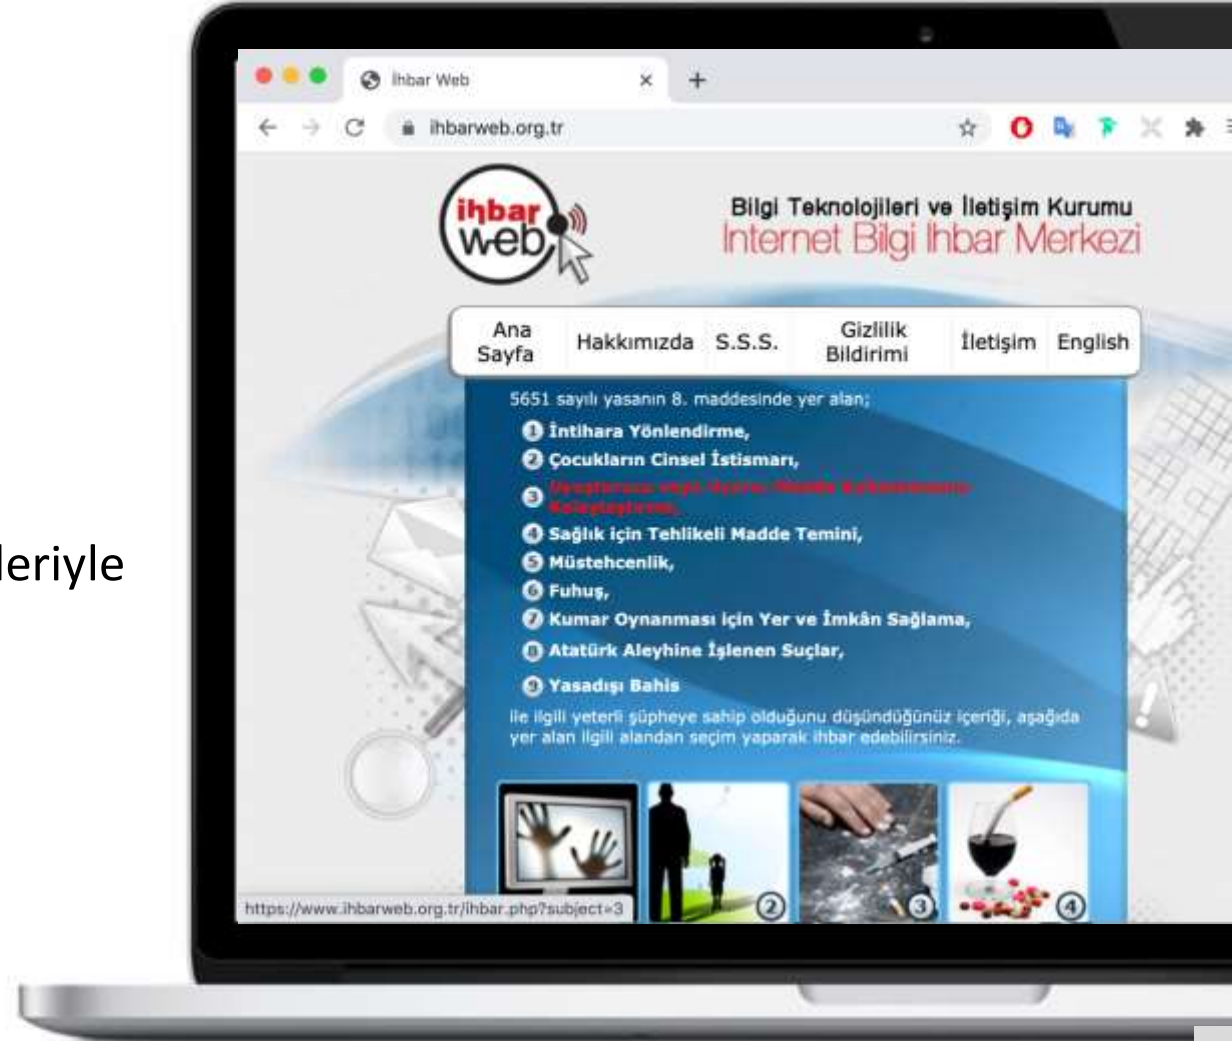 leriyle
İhbar Web
ihbarweb.org.tr
ihbar
web
Bilgi Teknolojileri ve İletişim Kurumu
İnternet Bilgi İhbar Merkezi
Ana Sayfa
Hakkımızda
S.S.S.
Gizlilik Bildirimi
İletişim
English
5651 sayılı yasanın 8. maddesinde yer alan;
1 İntihara Yönlendirme,
2 Çocukların Cinsel İstismarı,
3
4 Sağlık için Tehlikeli Madde Temini,
5 Müstehcenlik,
6 Fuhuş,
7 Kumar Oynanması için Yer ve İmkân Sağlama,
8 Atatürk Aleyhine İşlenen Suçlar,
9 Yasadışı Bahis
ile ilgili yeterli şüpheye sahip olduğunu düşündüğünüz içeriği, aşağıda
yer alan ilgili alandan seçim yaparak ihbar edebilirsiniz.
2
3
4
https://www.ihbarweb.org.tr/ihbar.php?subject=3